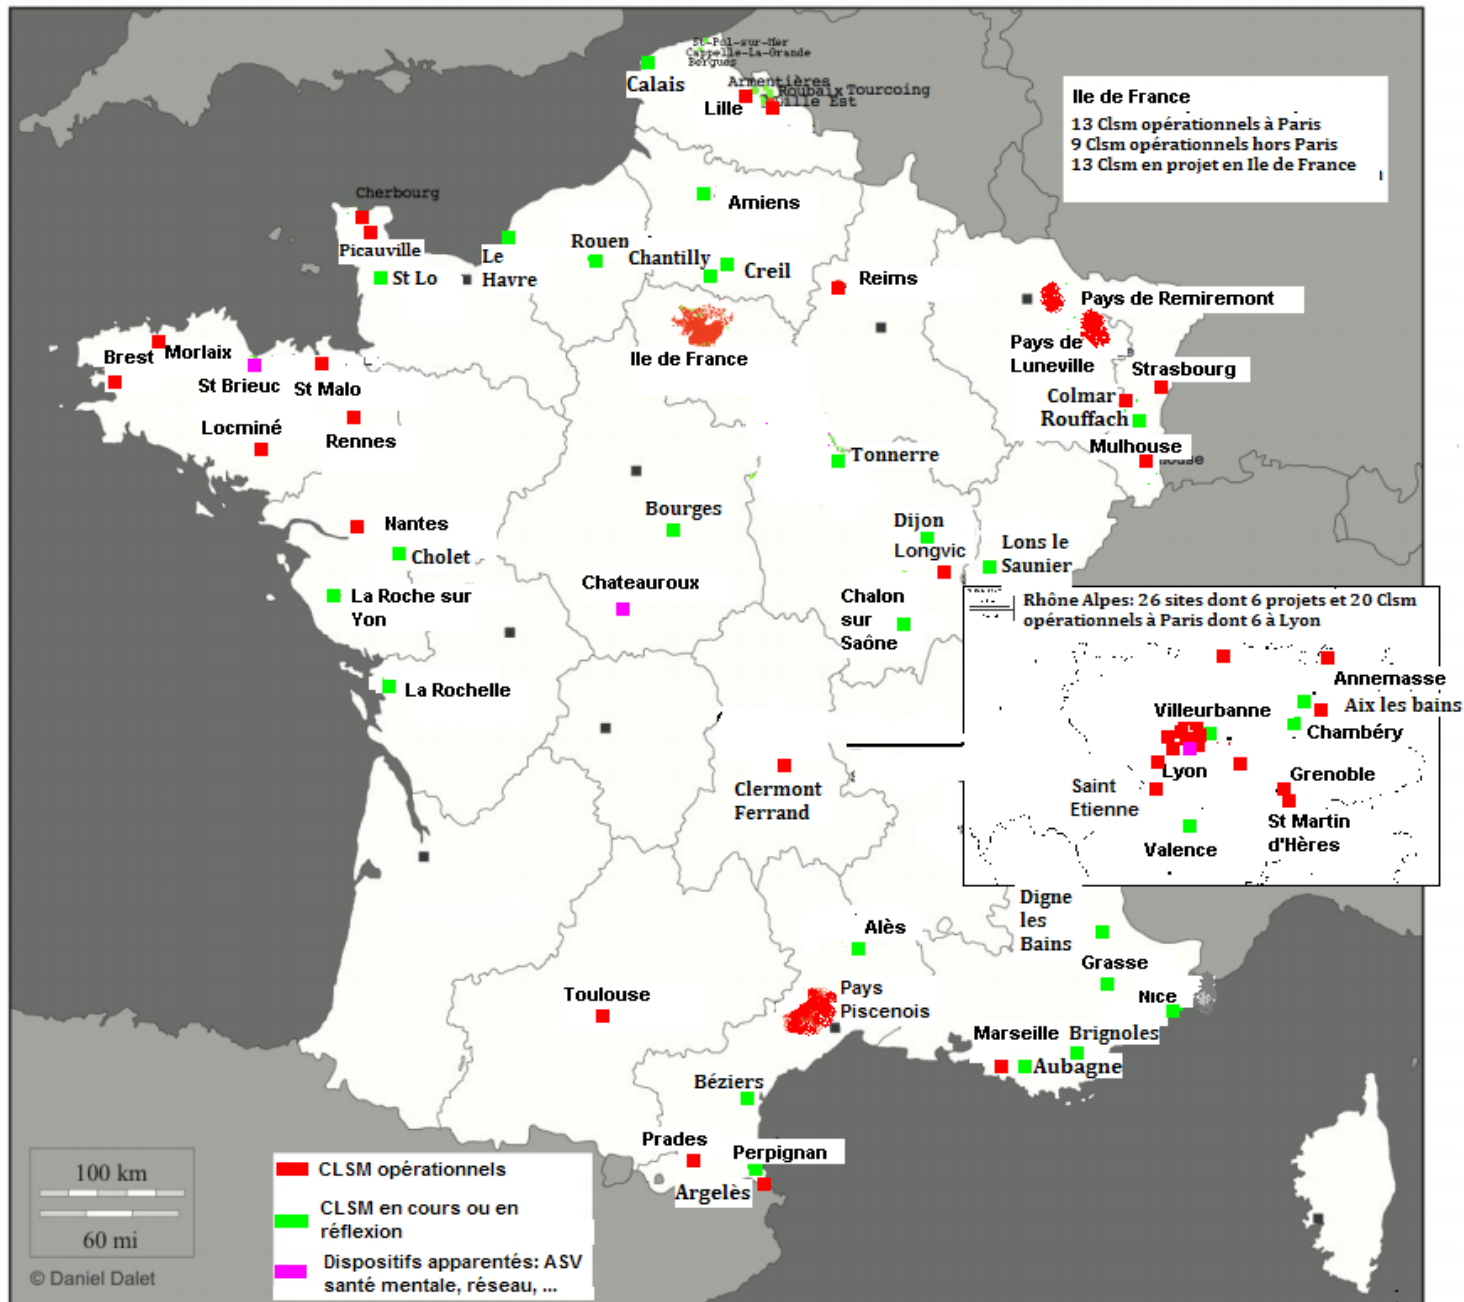 St-Pol-sur-Mer
Cappelle-La-Grande
Bergues
Calais
Armentières
Roubaix Tourcoing
Lille Est
Lille
Ile de France
13 Clsm opérationnels à Paris
9 Clsm opérationnels hors Paris
13 Clsm en projet en Ile de France
Cherbourg
Amiens
Picauville
Le
Havre
Rouen
Chantilly
Creil
St Lo
Reims
Pays de Remiremont
Ile de France
Pays de
Luneville
Brest
Morlaix
St Brieuc
St Malo
Strasbourg
Colmar
Rouffach
Locminé
Rennes
Mulhouse
Tonnerre
Bourges
Nantes
Cholet
Dijon
Longvic
Lons le
Saunier
Chateauroux
La Roche sur
Yon
Chalon
sur
Saône
Rhône Alpes: 26 sites dont 6 projets et 20 Clsm
opérationnels à Paris dont 6 à Lyon
La Rochelle
Annemasse
Aix les bains
Villeurbanne
Chambéry
Lyon
Grenoble
Saint
Etienne
St Martin
d'Hères
Valence
Clermont
Ferrand
Digne
les
Bains
Alès
Grasse
Toulouse
Pays
Piscenois
Nice
Marseille
Brignoles
Aubagne
Béziers
Prades
Perpignan
Argelès
100 km
60 mi
© Daniel Dalet
CLSM opérationnels
CLSM en cours ou en
réflexion
Dispositifs apparentés: ASV
santé mentale, réseau, ...